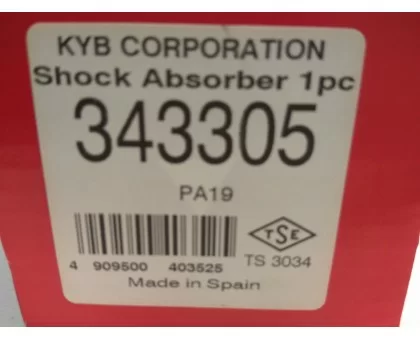 KYB CORPORATION
Shock Absorber 1pc
343305
PA19
TSE
4 909500 403525
TS 3034
Made in Spain